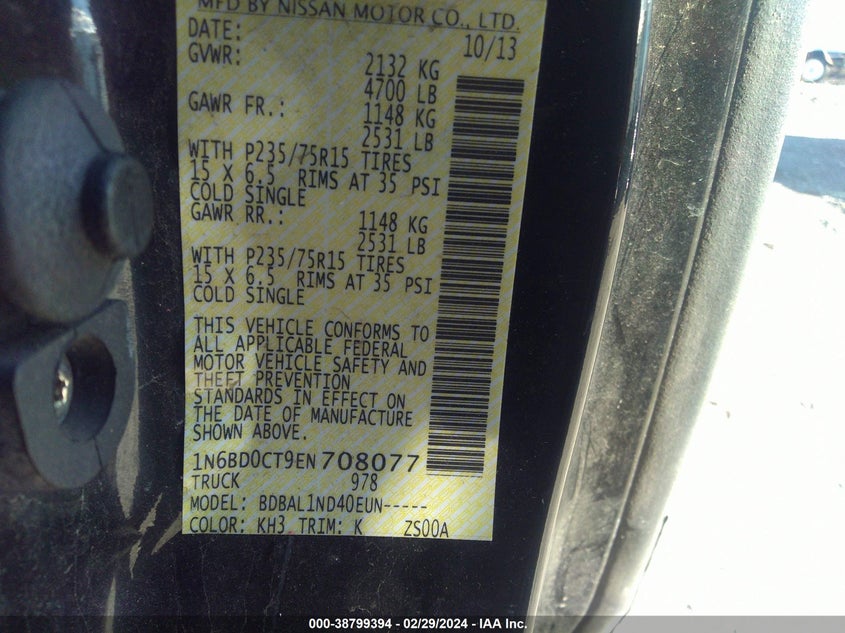 MFD BY NISSAN MOTOR CO., LTD.
DATE: 10/13
GVWR: 2132 KG
4700 LB
GAWR FR.: 1148 KG
2531 LB
WITH P235/75R15 TIRES
15 X 6.5 RIMS AT 35 PSI
COLD SINGLE
GAWR RR.: 1148 KG
2531 LB
WITH P235/75R15 TIRES
15 X 6.5 RIMS AT 35 PSI
COLD SINGLE
THIS VEHICLE CONFORMS TO
ALL APPLICABLE FEDERAL
MOTOR VEHICLE SAFETY AND
THEFT PREVENTION
STANDARDS IN EFFECT ON
THE DATE OF MANUFACTURE
SHOWN ABOVE.
1N6BD0CT9EN708077
TRUCK 978
MODEL: BDBAL1ND40EUN-----
COLOR: KH3 TRIM: K ZS00A
000-38799394 - 02/29/2024 - IAA Inc.